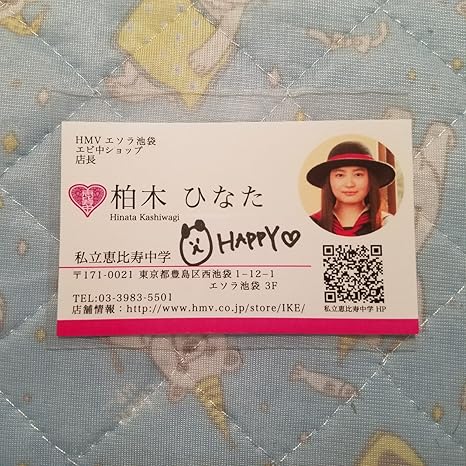 HMV エソラ池袋
エビ中ショップ
店長
柏木 ひなた
Hinata Kashiwagi
HAPPY♡
私立恵比寿中学
〒171-0021 東京都豊島区西池袋 1-12-1
エソラ池袋 3F
TEL:03-3983-5501
店舗情報：http://www.hmv.co.jp/store/IKE/
私立恵比寿中学 HP